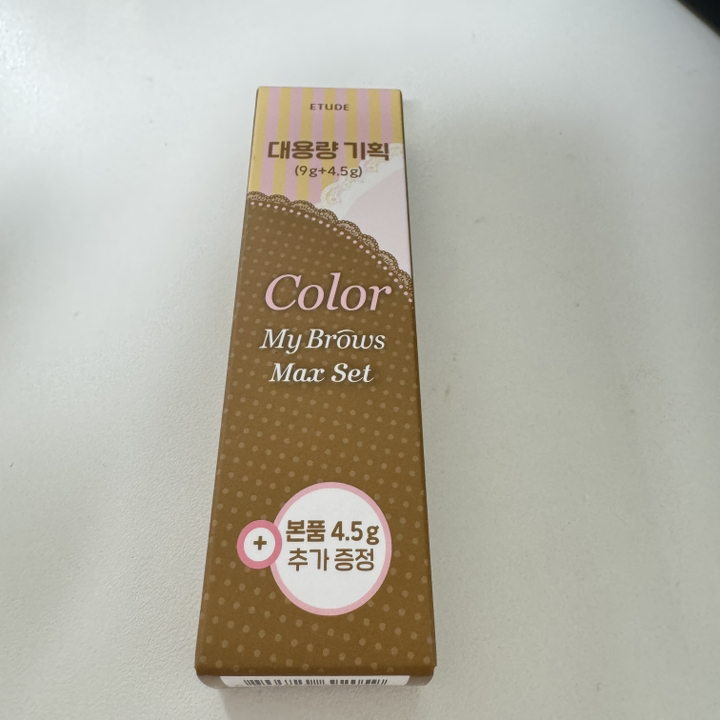 ETUDE
대용량 기획
(9g+4.5g)
Color
My Brows
Max Set
+
본품 4.5g
추가 증정